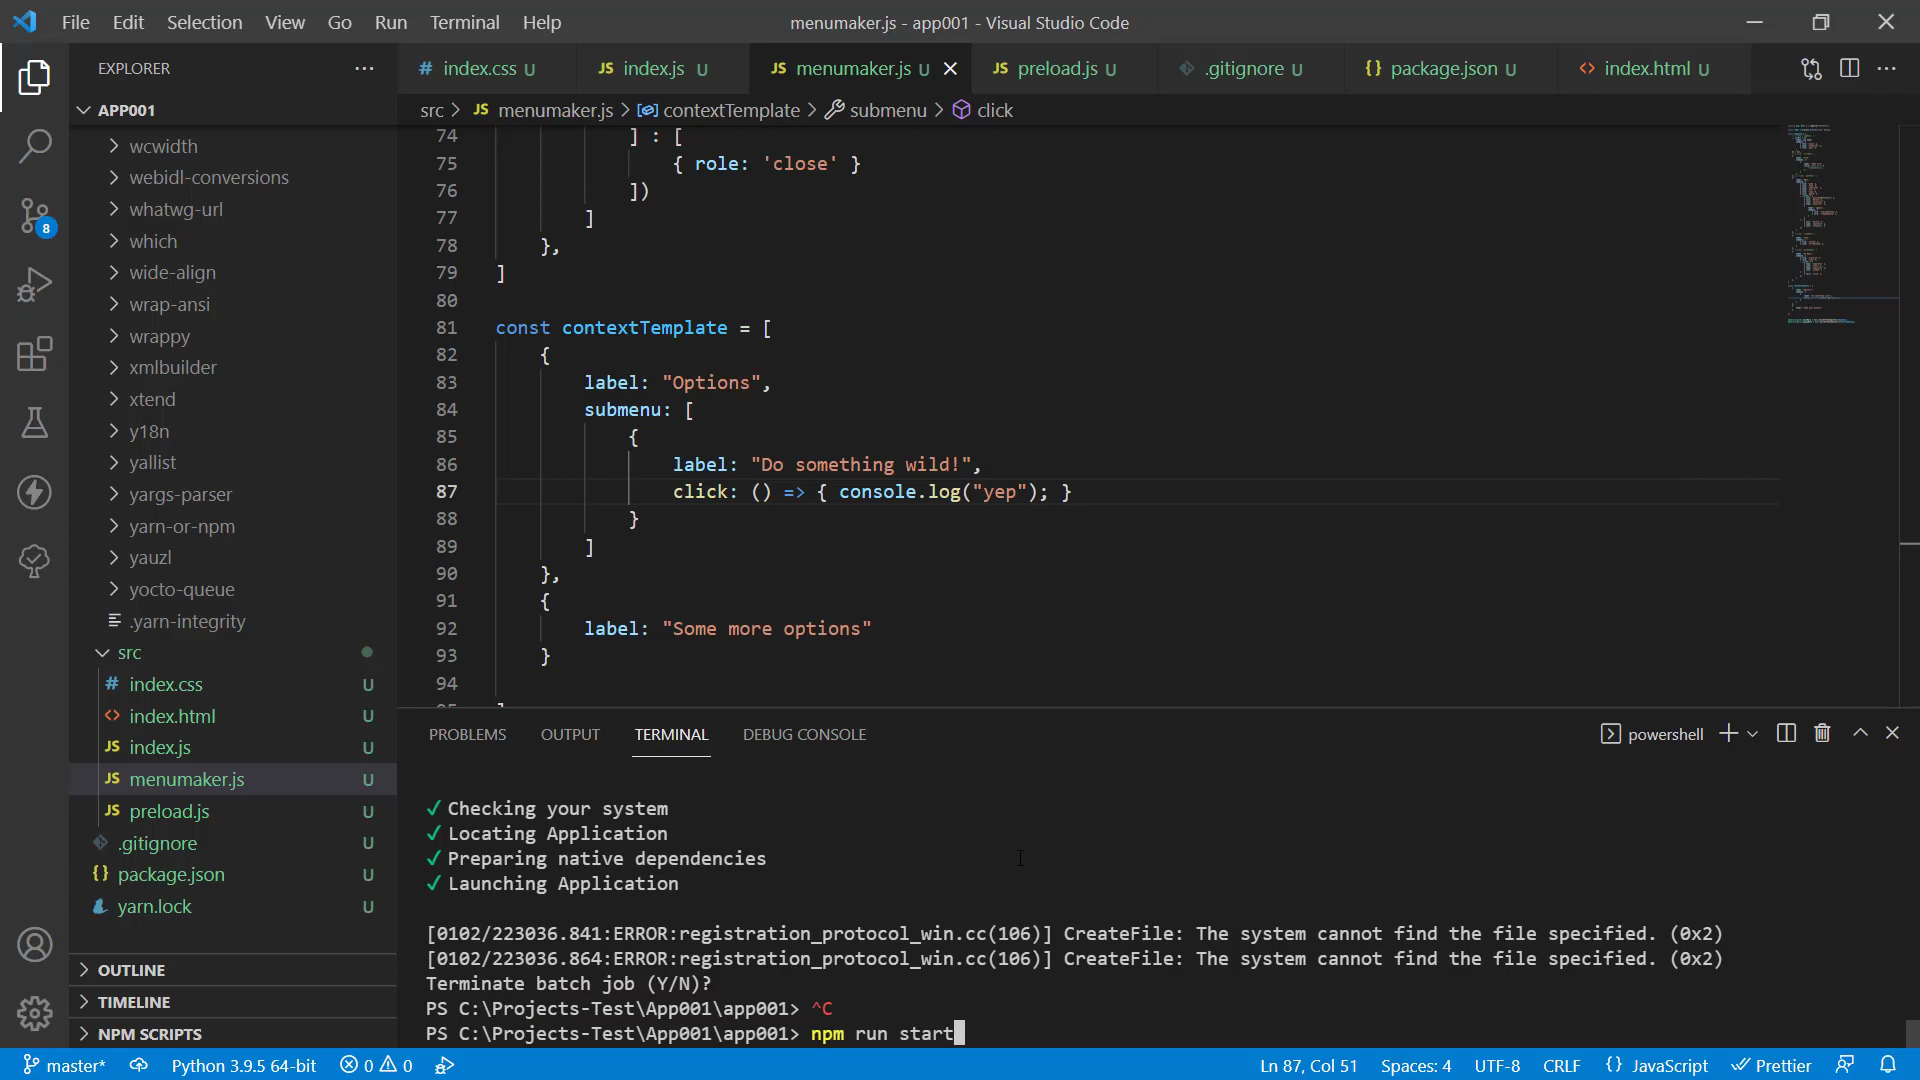 File Edit Selection View Go Run Terminal Help
menumaker.js - app001 - Visual Studio Code
EXPLORER
# index.css U
JS index.js U
JS menumaker.js U
JS preload.js U
.gitignore U
{} package.json U
<> index.html U
APP001
src > JS menumaker.js > contextTemplate > submenu > click
wcwidth
webidl-conversions
whatwg-url
which
wide-align
wrap-ansi
wrappy
xmlbuilder
xtend
y18n
yallist
yargs-parser
yarn-or-npm
yauzl
yocto-queue
.yarn-integrity
src
# index.css U
<> index.html U
JS index.js U
JS menumaker.js U
JS preload.js U
.gitignore U
{} package.json U
yarn.lock U
OUTLINE
TIMELINE
NPM SCRIPTS
8
74 ] : [
75 { role: 'close' }
76 ])
77 ]
78 },
79 ]
80
81 const contextTemplate = [
82 {
83 label: "Options",
84 submenu: [
85 {
86 label: "Do something wild!",
87 click: () => { console.log("yep"); }
88 }
89 ]
90 },
91 {
92 label: "Some more options"
93 }
94
PROBLEMS OUTPUT TERMINAL DEBUG CONSOLE
powershell
✓ Checking your system
✓ Locating Application
✓ Preparing native dependencies
✓ Launching Application
[0102/223036.841:ERROR:registration_protocol_win.cc(106)] CreateFile: The system cannot find the file specified. (0x2)
[0102/223036.864:ERROR:registration_protocol_win.cc(106)] CreateFile: The system cannot find the file specified. (0x2)
Terminate batch job (Y/N)?
PS C:\Projects-Test\App001\app001> ^C
PS C:\Projects-Test\App001\app001> npm run start
master* Python 3.9.5 64-bit 0 0 Ln 87, Col 51 Spaces: 4 UTF-8 CRLF {} JavaScript Prettier